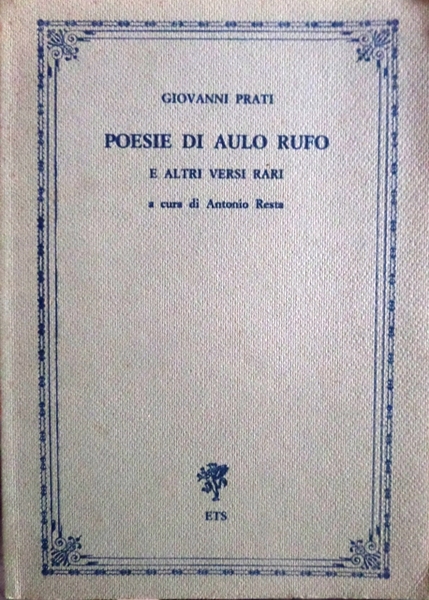 GIOVANNI PRATI
POESIE DI AULO RUFO
E ALTRI VERSI RARI
a cura di Antonio Resta
ETS